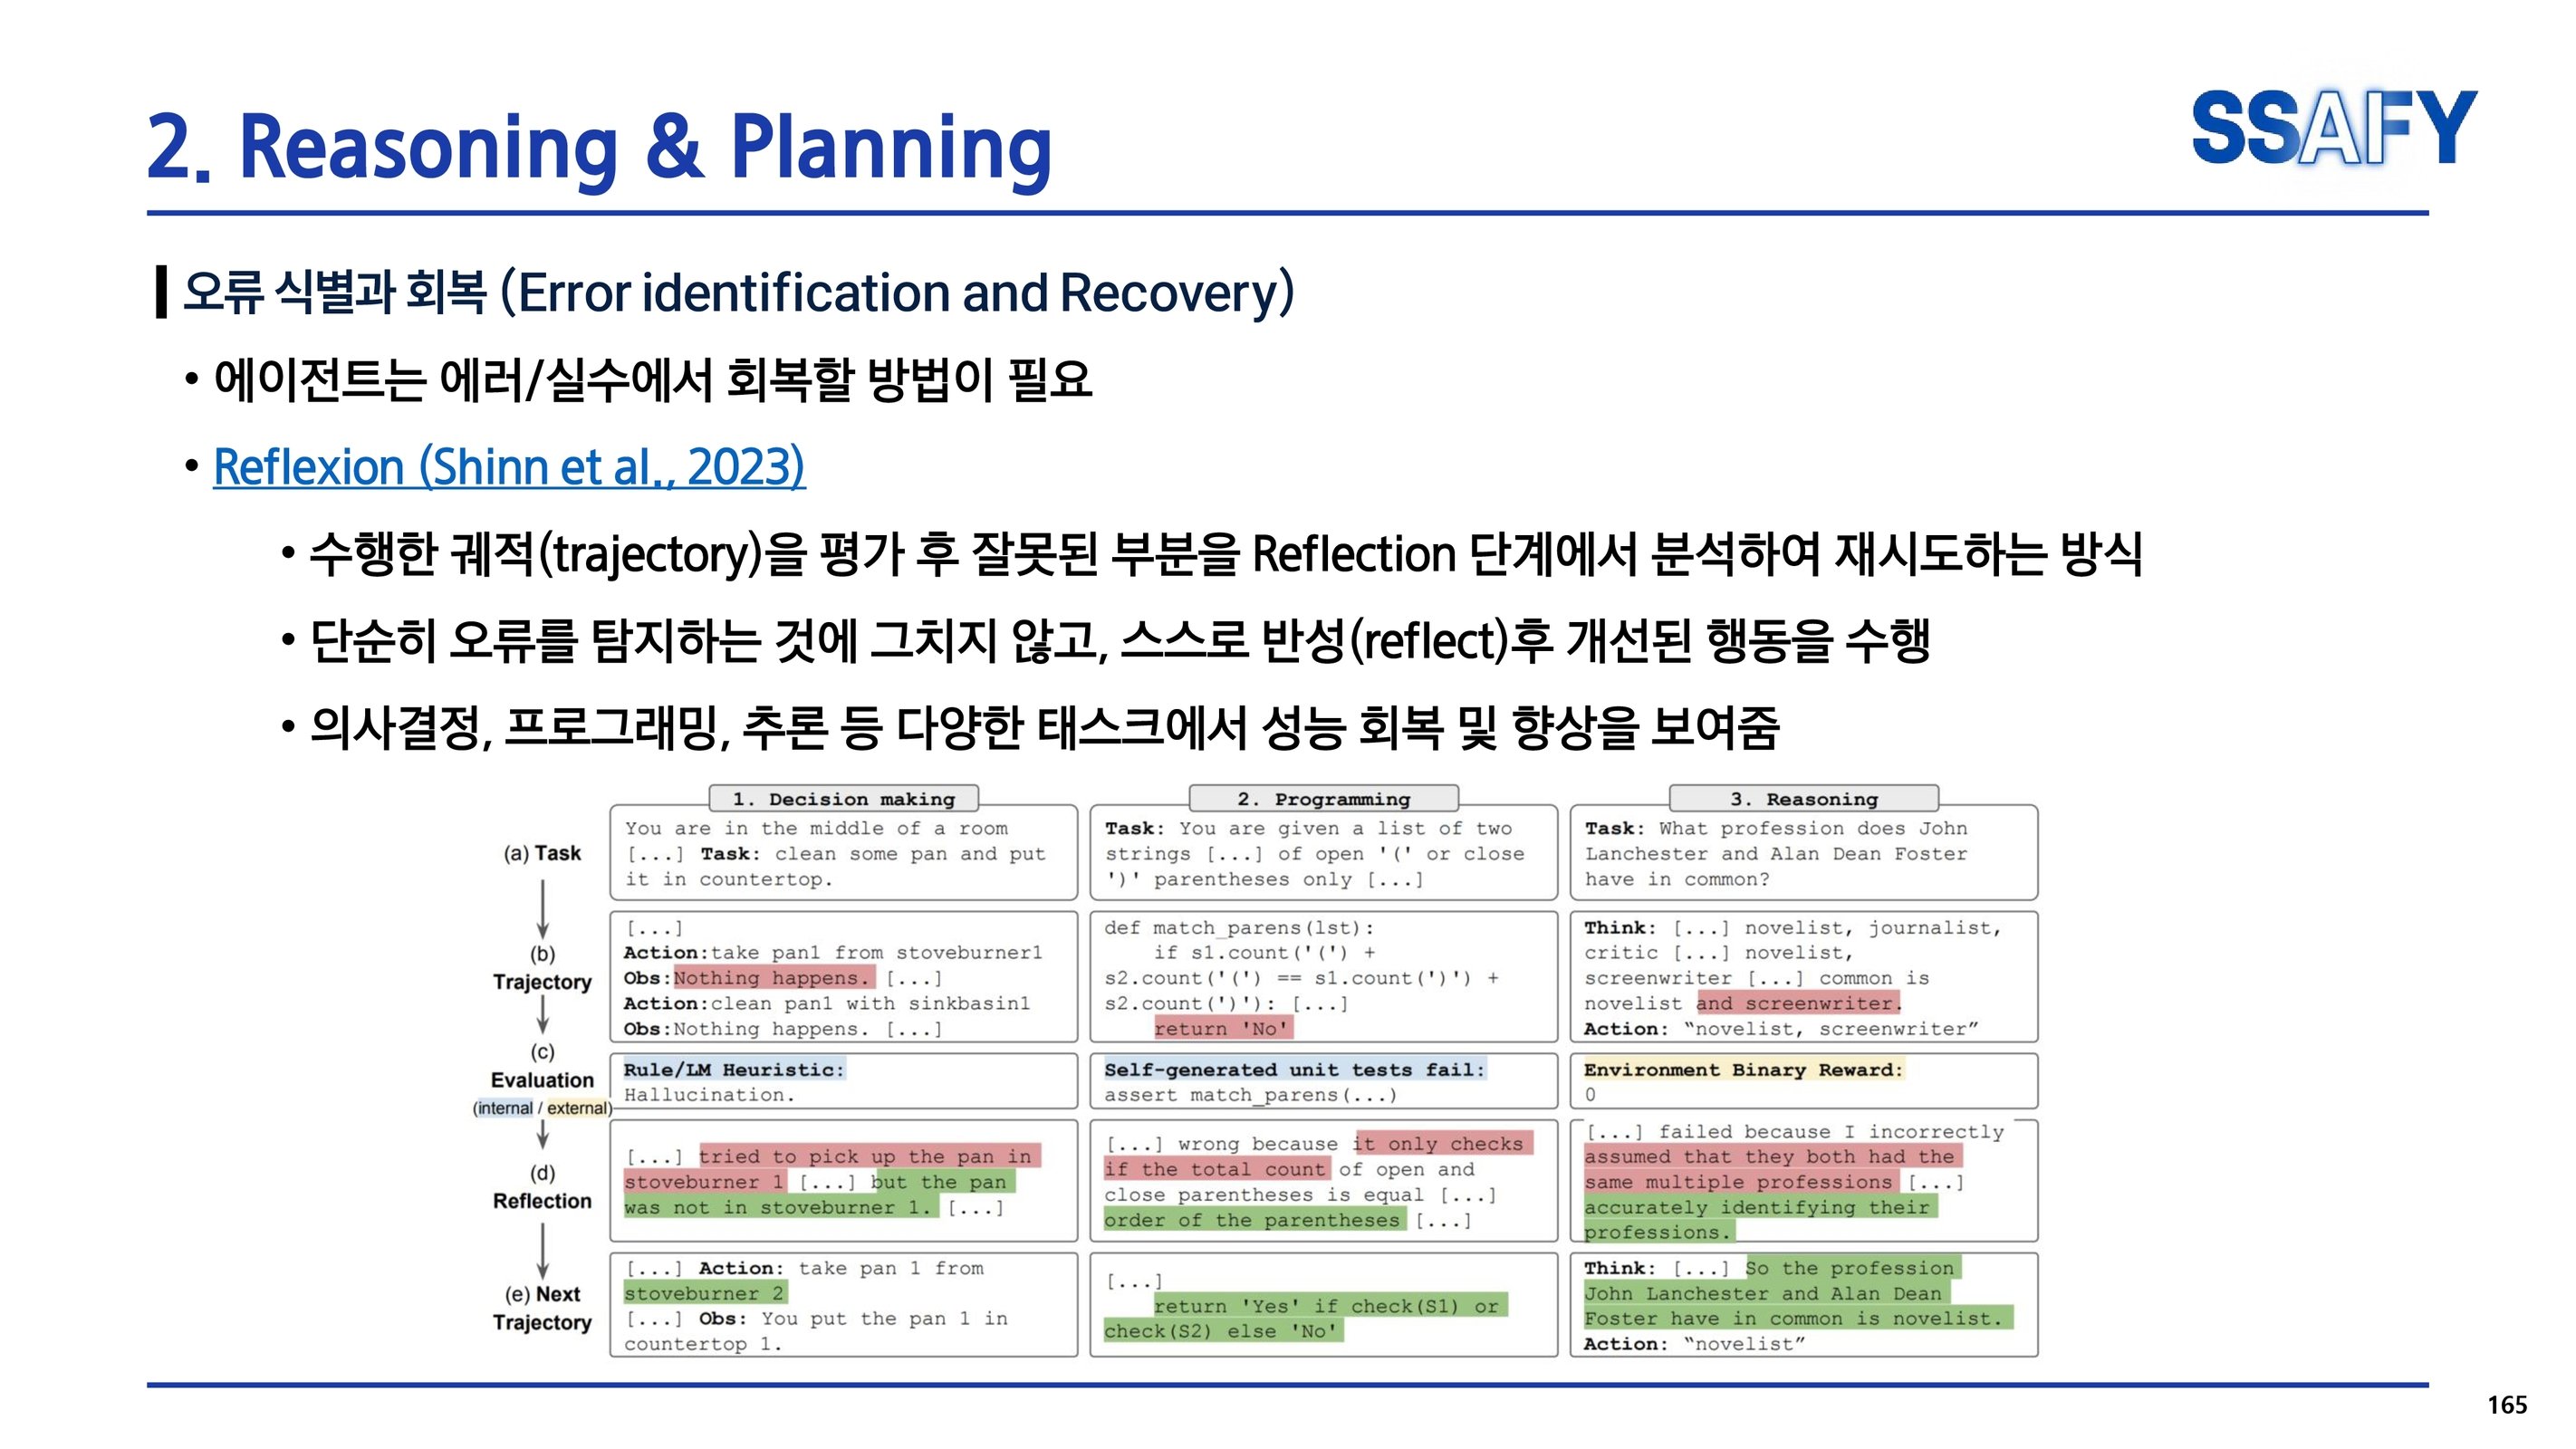 2. Reasoning & Planning
SSAFY
오류 식별과 회복 (Error identification and Recovery)
• 에이전트는 에러/실수에서 회복할 방법이 필요
• Reflexion (Shinn et al., 2023)
• 수행한 궤적(trajectory)을 평가 후 잘못된 부분을 Reflection 단계에서 분석하여 재시도하는 방식
• 단순히 오류를 탐지하는 것에 그치지 않고, 스스로 반성(reflect)후 개선된 행동을 수행
• 의사결정, 프로그래밍, 추론 등 다양한 태스크에서 성능 회복 및 향상을 보여줌
1. Decision making
2. Programming
3. Reasoning
(a) Task
You are in the middle of a room
[...] Task: clean some pan and put
it in countertop.
Task: You are given a list of two
strings [...] of open '(' or close
')' parentheses only [...]
Task: What profession does John
Lanchester and Alan Dean Foster
have in common?
(b)
Trajectory
[...]
Action:take pan1 from stoveburner1
Obs:Nothing happens. [...]
Action:clean pan1 with sinkbasin1
Obs:Nothing happens. [...]
def match_parens(lst):
if s1.count('(') +
s2.count('(') == s1.count(')') +
s2.count(')'): [...]
return 'No'
Think: [...] novelist, journalist,
critic [...] novelist,
screenwriter [...] common is
novelist and screenwriter.
Action: “novelist, screenwriter”
(c)
Evaluation
(internal / external)
Rule/LM Heuristic:
Hallucination.
Self-generated unit tests fail:
assert match_parens(...)
Environment Binary Reward:
0
(d)
Reflection
[...] tried to pick up the pan in
stoveburner 1 [...] but the pan
was not in stoveburner 1. [...]
[...] wrong because it only checks
if the total count of open and
close parentheses is equal [...]
order of the parentheses [...]
[...] failed because I incorrectly
assumed that they both had the
same multiple professions [...]
accurately identifying their
professions.
(e) Next
Trajectory
[...] Action: take pan 1 from
stoveburner 2
[...] Obs: You put the pan 1 in
countertop 1.
[...]
return 'Yes' if check(S1) or
check(S2) else 'No'
Think: [...] So the profession
John Lanchester and Alan Dean
Foster have in common is novelist.
Action: “novelist”
165